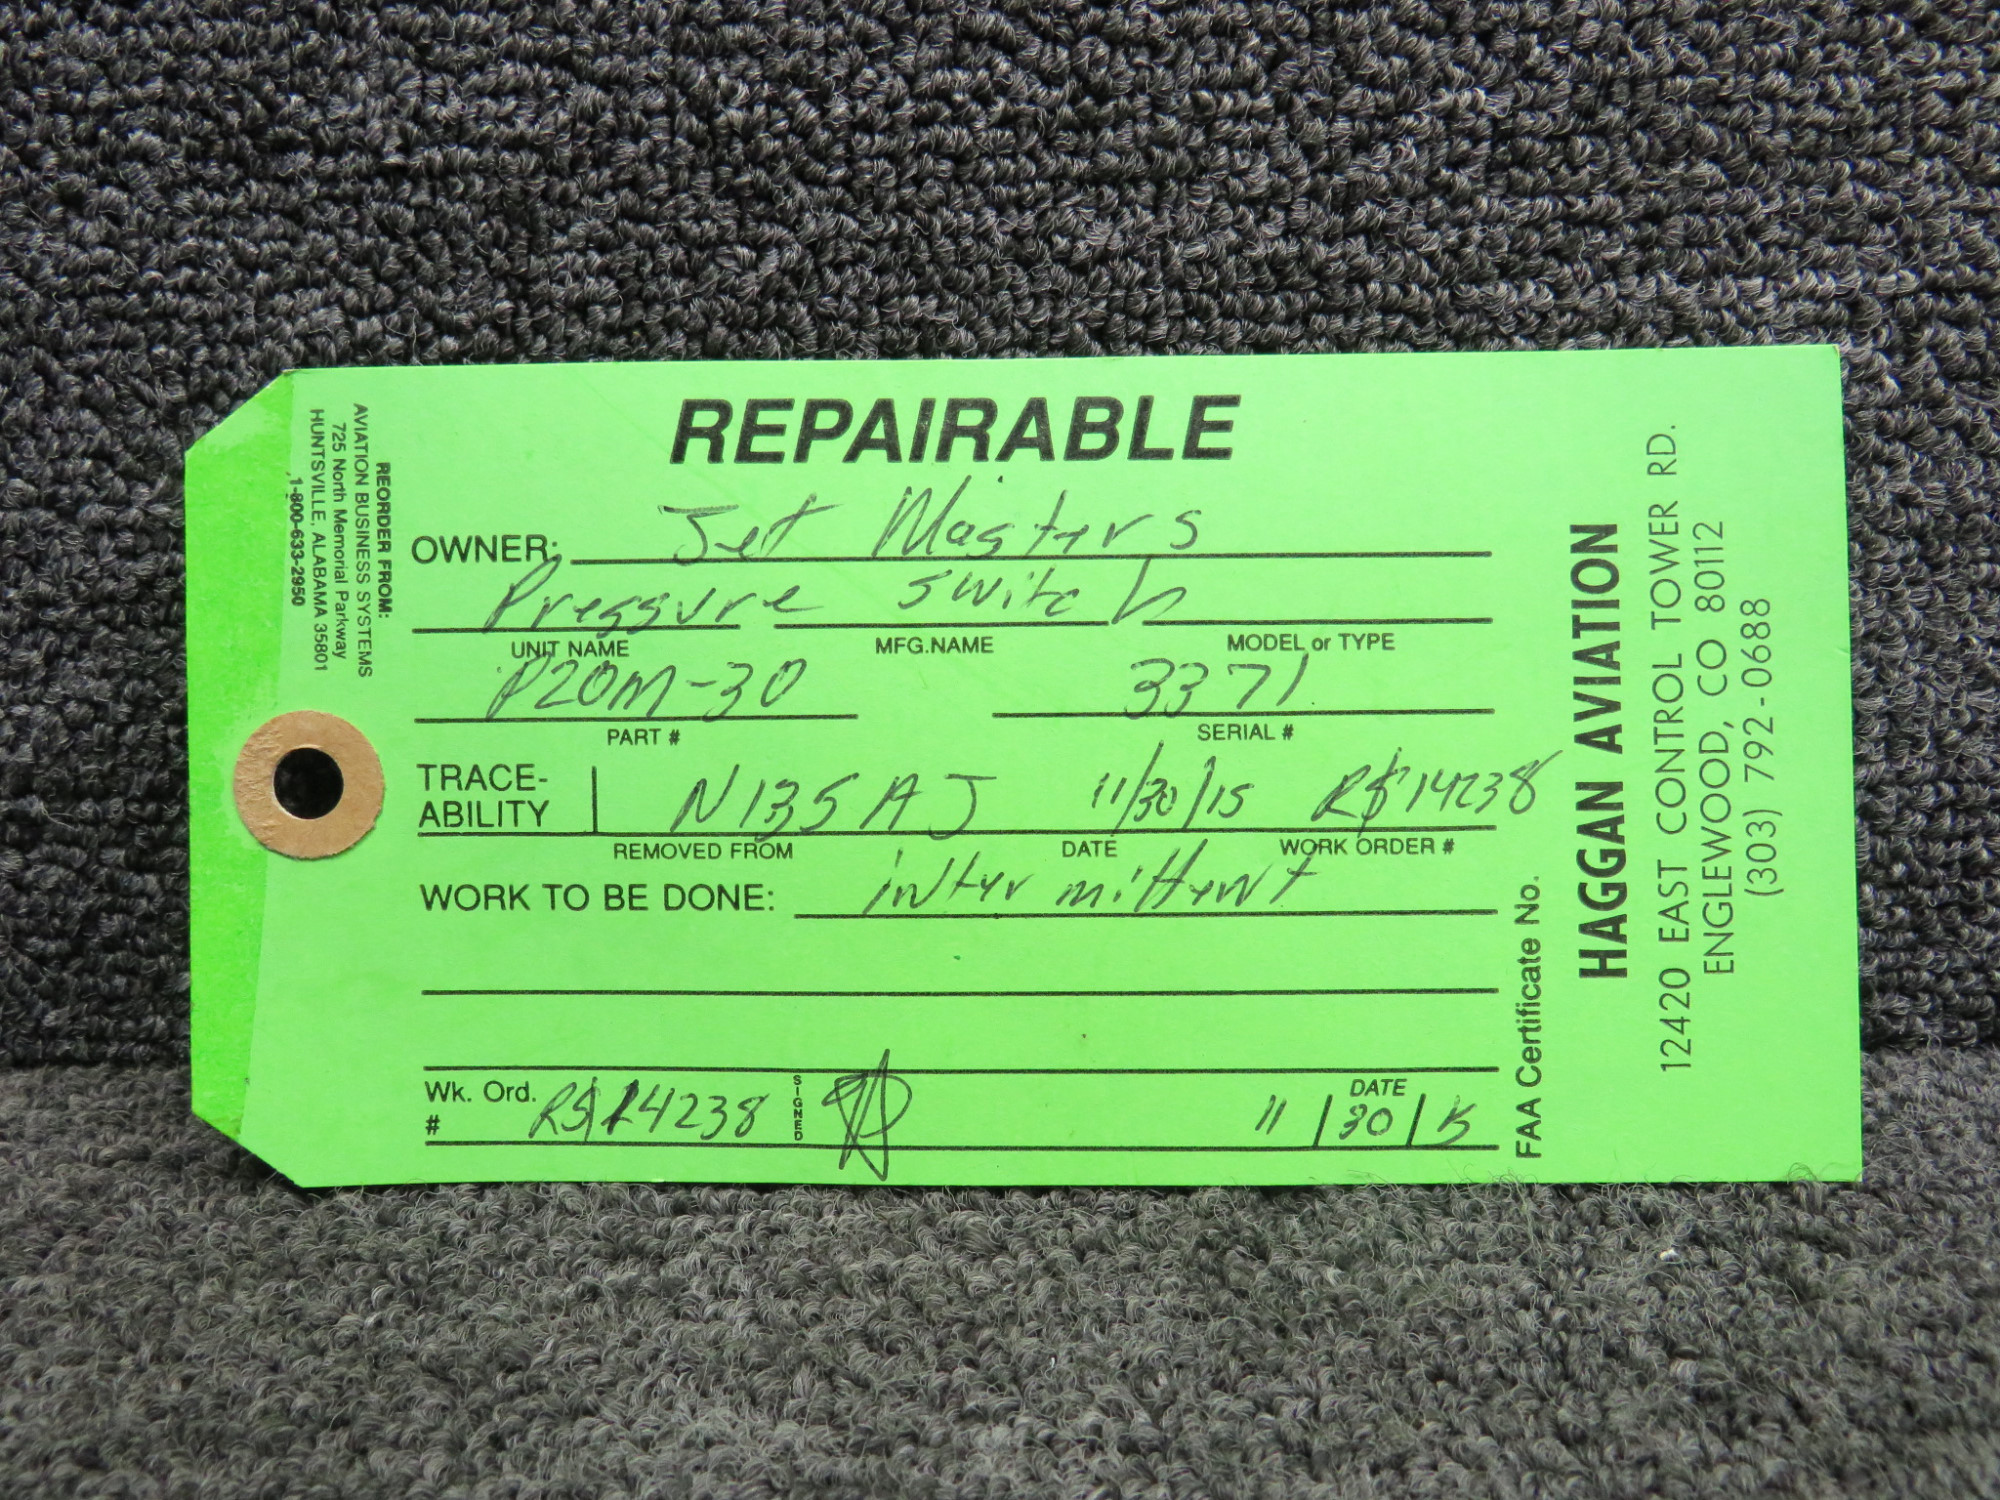 REPAIRABLE
OWNER: Jet Masters
Pressure switch
UNIT NAME MFG.NAME MODEL or TYPE
P20M-30 3371
PART # SERIAL #
TRACE-
ABILITY N135AJ 11/30/15 RS14238
REMOVED FROM DATE WORK ORDER #
WORK TO BE DONE: intermittent
Wk. Ord. DATE
# RS14238 SIGNED 11/30/15
REORDER FROM:
AVIATION BUSINESS SYSTEMS
725 North Memorial Parkway
HUNTSVILLE, ALABAMA 35801
1-800-633-2950
FAA Certificate No.
HAGGAN AVIATION
12420 EAST CONTROL TOWER RD.
ENGLEWOOD, CO 80112
(303) 792-0688